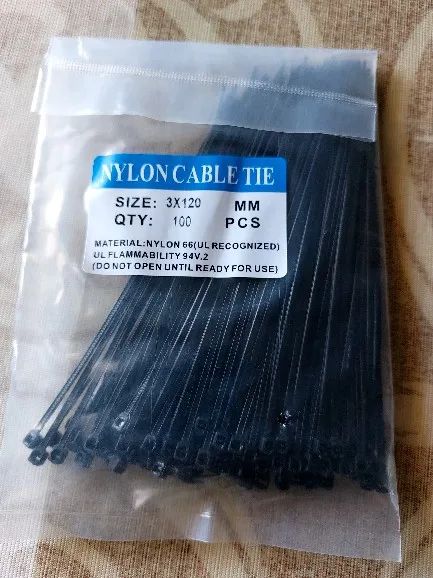 NYLON CABLE TIE
SIZE: 3X120 MM
QTY: 100 PCS
MATERIAL:NYLON 66(UL RECOGNIZED)
UL FLAMMABILITY 94V.2
(DO NOT OPEN UNTIL READY FOR USE)